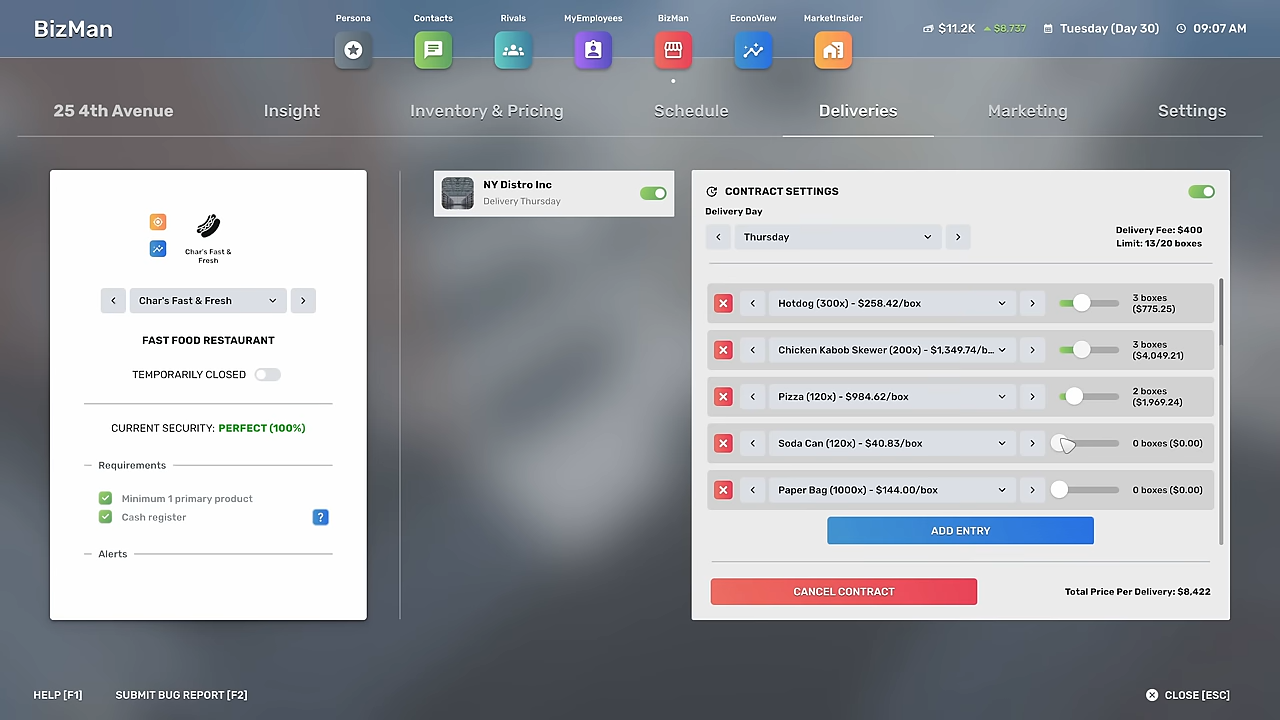 BizMan
Persona
Contacts
Rivals
MyEmployees
BizMan
EconoView
MarketInsider
$11.2K
$8,737
Tuesday (Day 30)
09:07 AM
25 4th Avenue
Insight
Inventory & Pricing
Schedule
Deliveries
Marketing
Settings
Char's Fast &
Fresh
Char's Fast & Fresh
FAST FOOD RESTAURANT
TEMPORARILY CLOSED
CURRENT SECURITY: PERFECT (100%)
Requirements
Minimum 1 primary product
Cash register
?
Alerts
NY Distro Inc
Delivery Thursday
CONTRACT SETTINGS
Delivery Day
Thursday
Delivery Fee: $400
Limit: 13/20 boxes
Hotdog (300x) - $258.42/box
3 boxes
($775.25)
Chicken Kabob Skewer (200x) - $1,349.74/b...
3 boxes
($4,049.21)
Pizza (120x) - $984.62/box
2 boxes
($1,969.24)
Soda Can (120x) - $40.83/box
0 boxes ($0.00)
Paper Bag (1000x) - $144.00/box
0 boxes ($0.00)
ADD ENTRY
CANCEL CONTRACT
Total Price Per Delivery: $8,422
HELP [F1]
SUBMIT BUG REPORT [F2]
CLOSE [ESC]